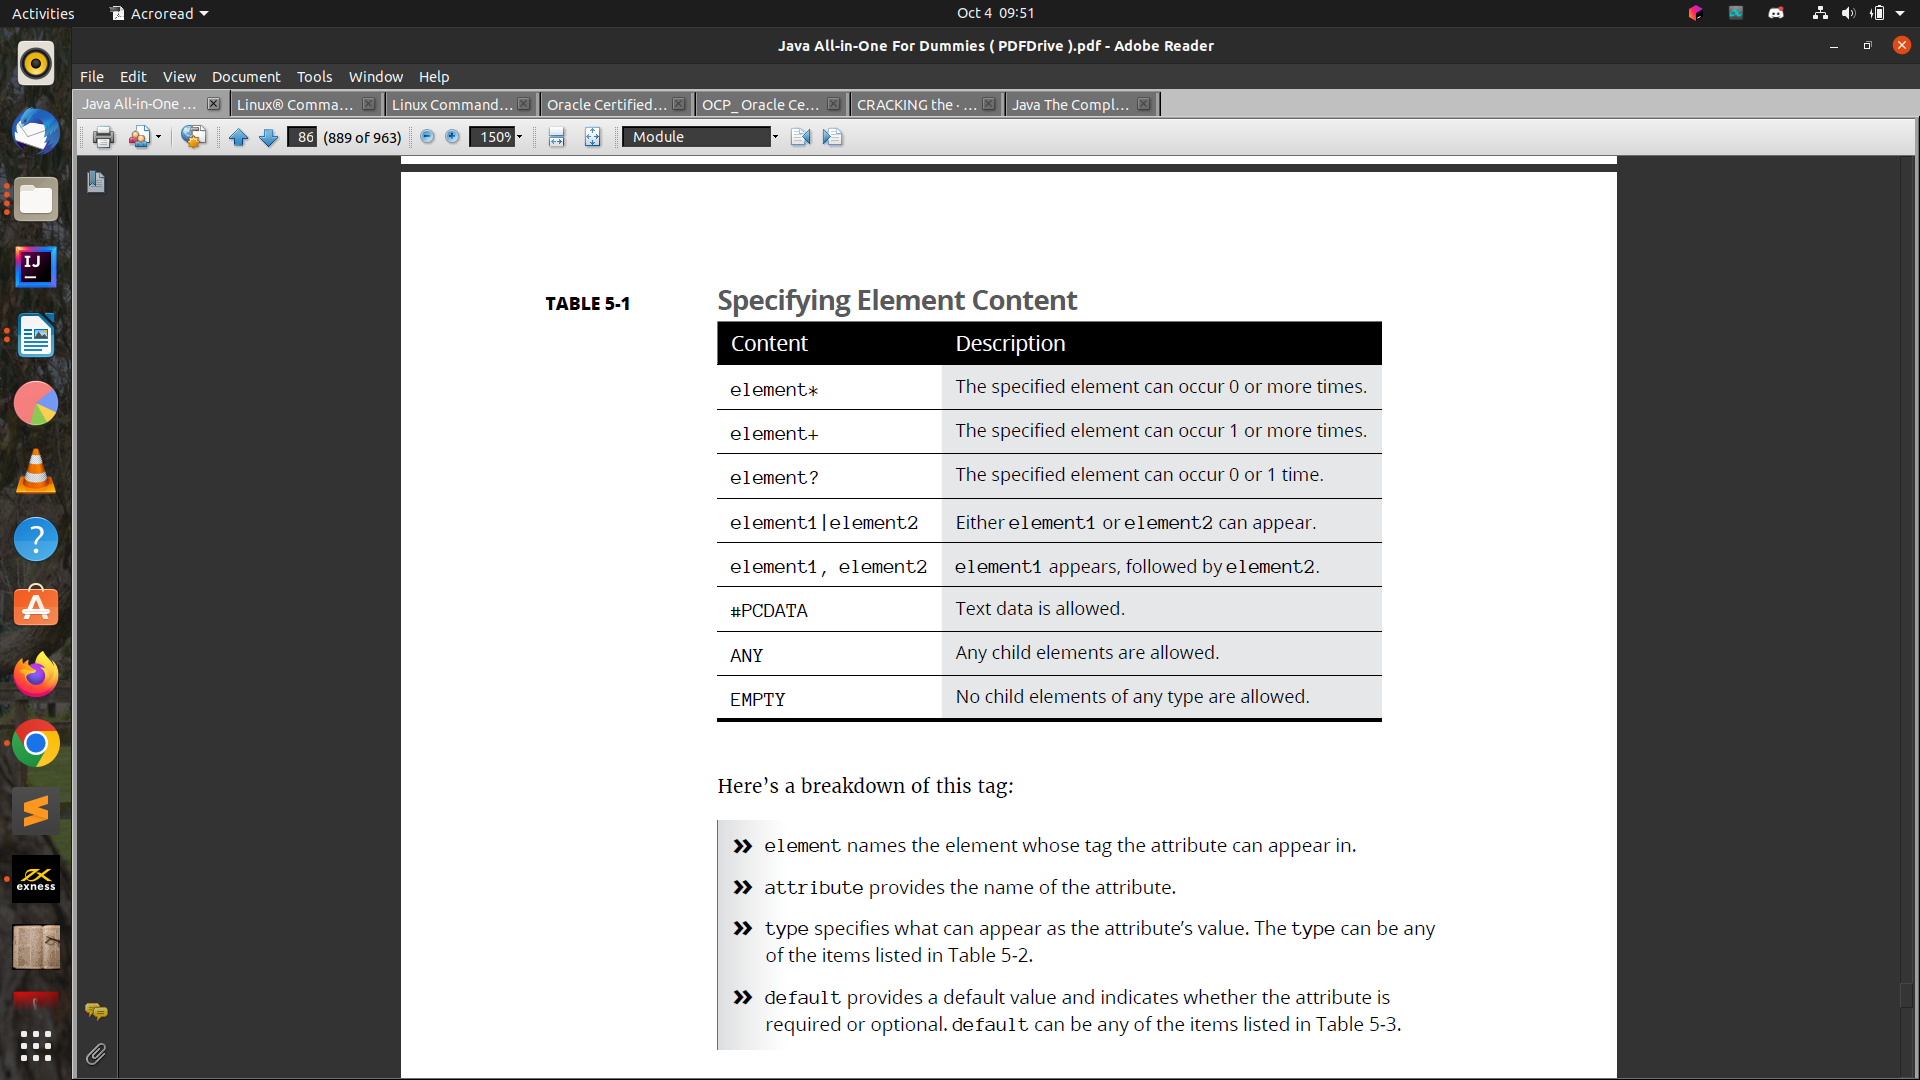 Activities Acroread Oct 4 09:51
Java All-in-One For Dummies ( PDFDrive ).pdf - Adobe Reader
File Edit View Document Tools Window Help
Java All-in-One ... Linux® Comma... Linux Command... Oracle Certified... OCP_ Oracle Ce... CRACKING the · ... Java The Compl...
86 (889 of 963) 150% Module
TABLE 5-1 Specifying Element Content
Content Description
element* The specified element can occur 0 or more times.
element+ The specified element can occur 1 or more times.
element? The specified element can occur 0 or 1 time.
element1|element2 Either element1 or element2 can appear.
element1, element2 element1 appears, followed by element2.
#PCDATA Text data is allowed.
ANY Any child elements are allowed.
EMPTY No child elements of any type are allowed.
Here’s a breakdown of this tag:
» element names the element whose tag the attribute can appear in.
» attribute provides the name of the attribute.
» type specifies what can appear as the attribute’s value. The type can be any
of the items listed in Table 5-2.
» default provides a default value and indicates whether the attribute is
required or optional. default can be any of the items listed in Table 5-3.
IJ
exness